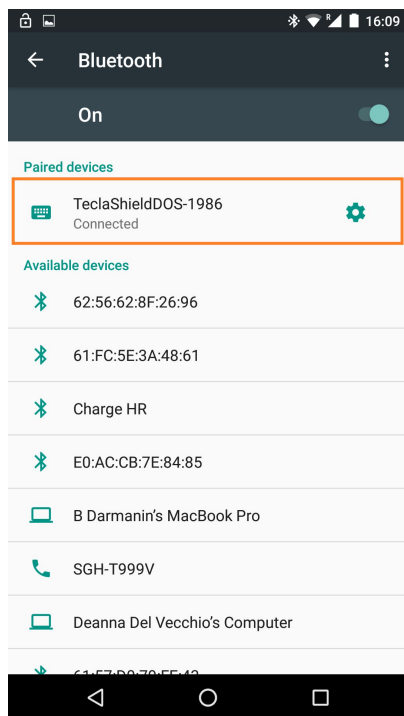 R 16:09
Bluetooth
On
Paired devices
TeclaShieldDOS-1986
Connected
Available devices
62:56:62:8F:26:96
61:FC:5E:3A:48:61
Charge HR
E0:AC:CB:7E:84:85
B Darmanin's MacBook Pro
SGH-T999V
Deanna Del Vecchio's Computer